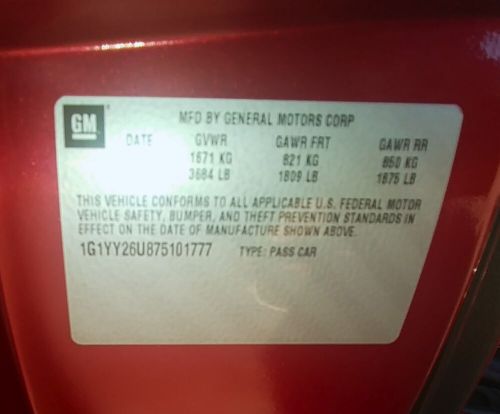 GM
MFD BY GENERAL MOTORS CORP
DATE GVWR GAWR FRT GAWR RR
1671 KG 821 KG 850 KG
3684 LB 1809 LB 1875 LB
THIS VEHICLE CONFORMS TO ALL APPLICABLE U.S. FEDERAL MOTOR
VEHICLE SAFETY, BUMPER, AND THEFT PREVENTION STANDARDS IN
EFFECT ON THE DATE OF MANUFACTURE SHOWN ABOVE.
1G1YY26U875101777 TYPE: PASS CAR